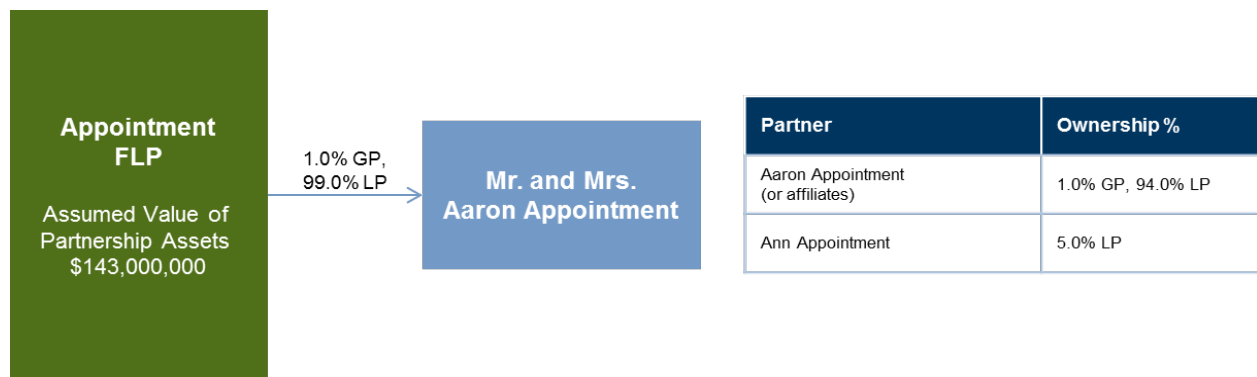 Appointment
FLP
Assumed Value of
Partnership Assets
$143,000,000
1.0% GP,
99.0% LP
Mr. and Mrs.
Aaron Appointment
Partner Ownership %
Aaron Appointment
(or affiliates) 1.0% GP, 94.0% LP
Ann Appointment 5.0% LP